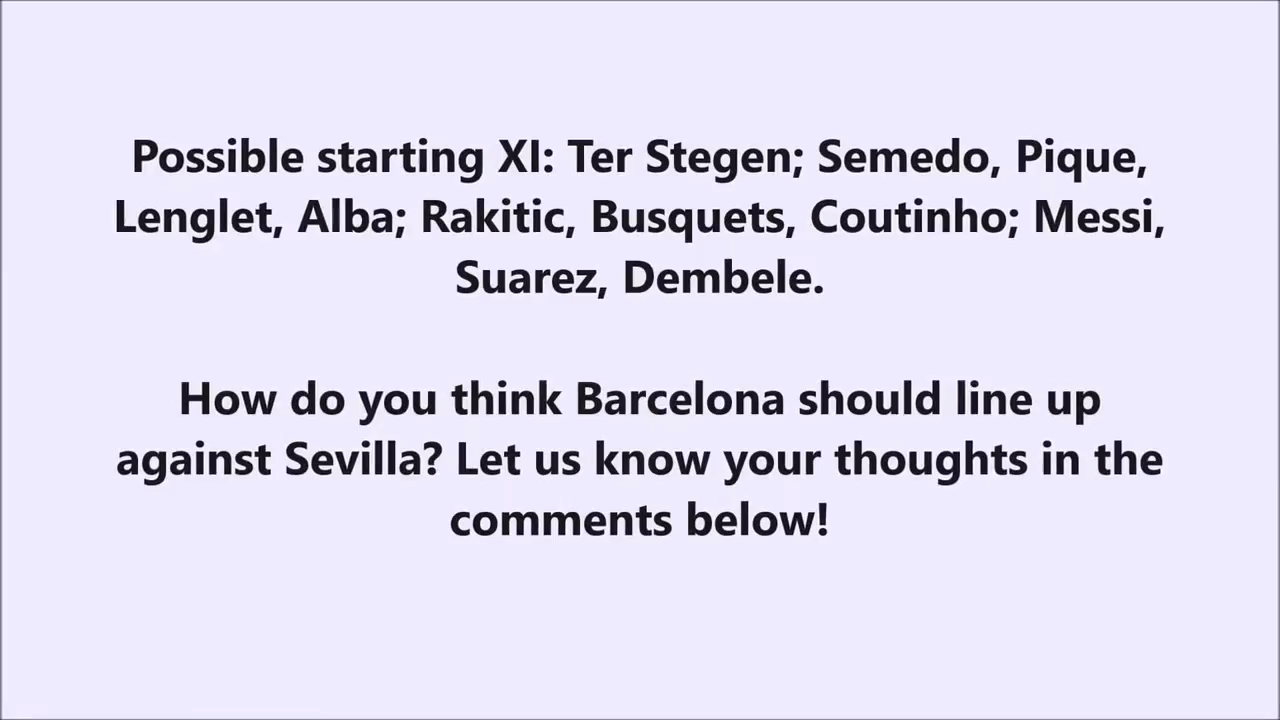 Possible starting XI: Ter Stegen; Semedo, Pique,
Lenglet, Alba; Rakitic, Busquets, Coutinho; Messi,
Suarez, Dembele.
How do you think Barcelona should line up
against Sevilla? Let us know your thoughts in the
comments below!